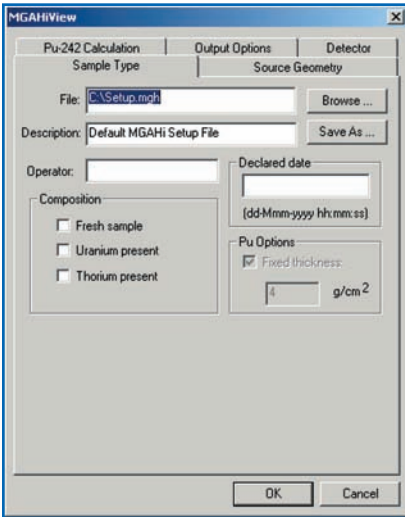 MGAHiView
Pu-242 Calculation Output Options Detector
Sample Type Source Geometry
File: C:\Setup.mgh Browse ...
Description: Default MGAHi Setup File Save As ...
Operator:
Declared date
(dd-Mmm-yyyy hh:mm:ss)
Composition
Fresh sample
Uranium present
Thorium present
Pu Options
Fixed thickness:
4 g/cm2
OK Cancel